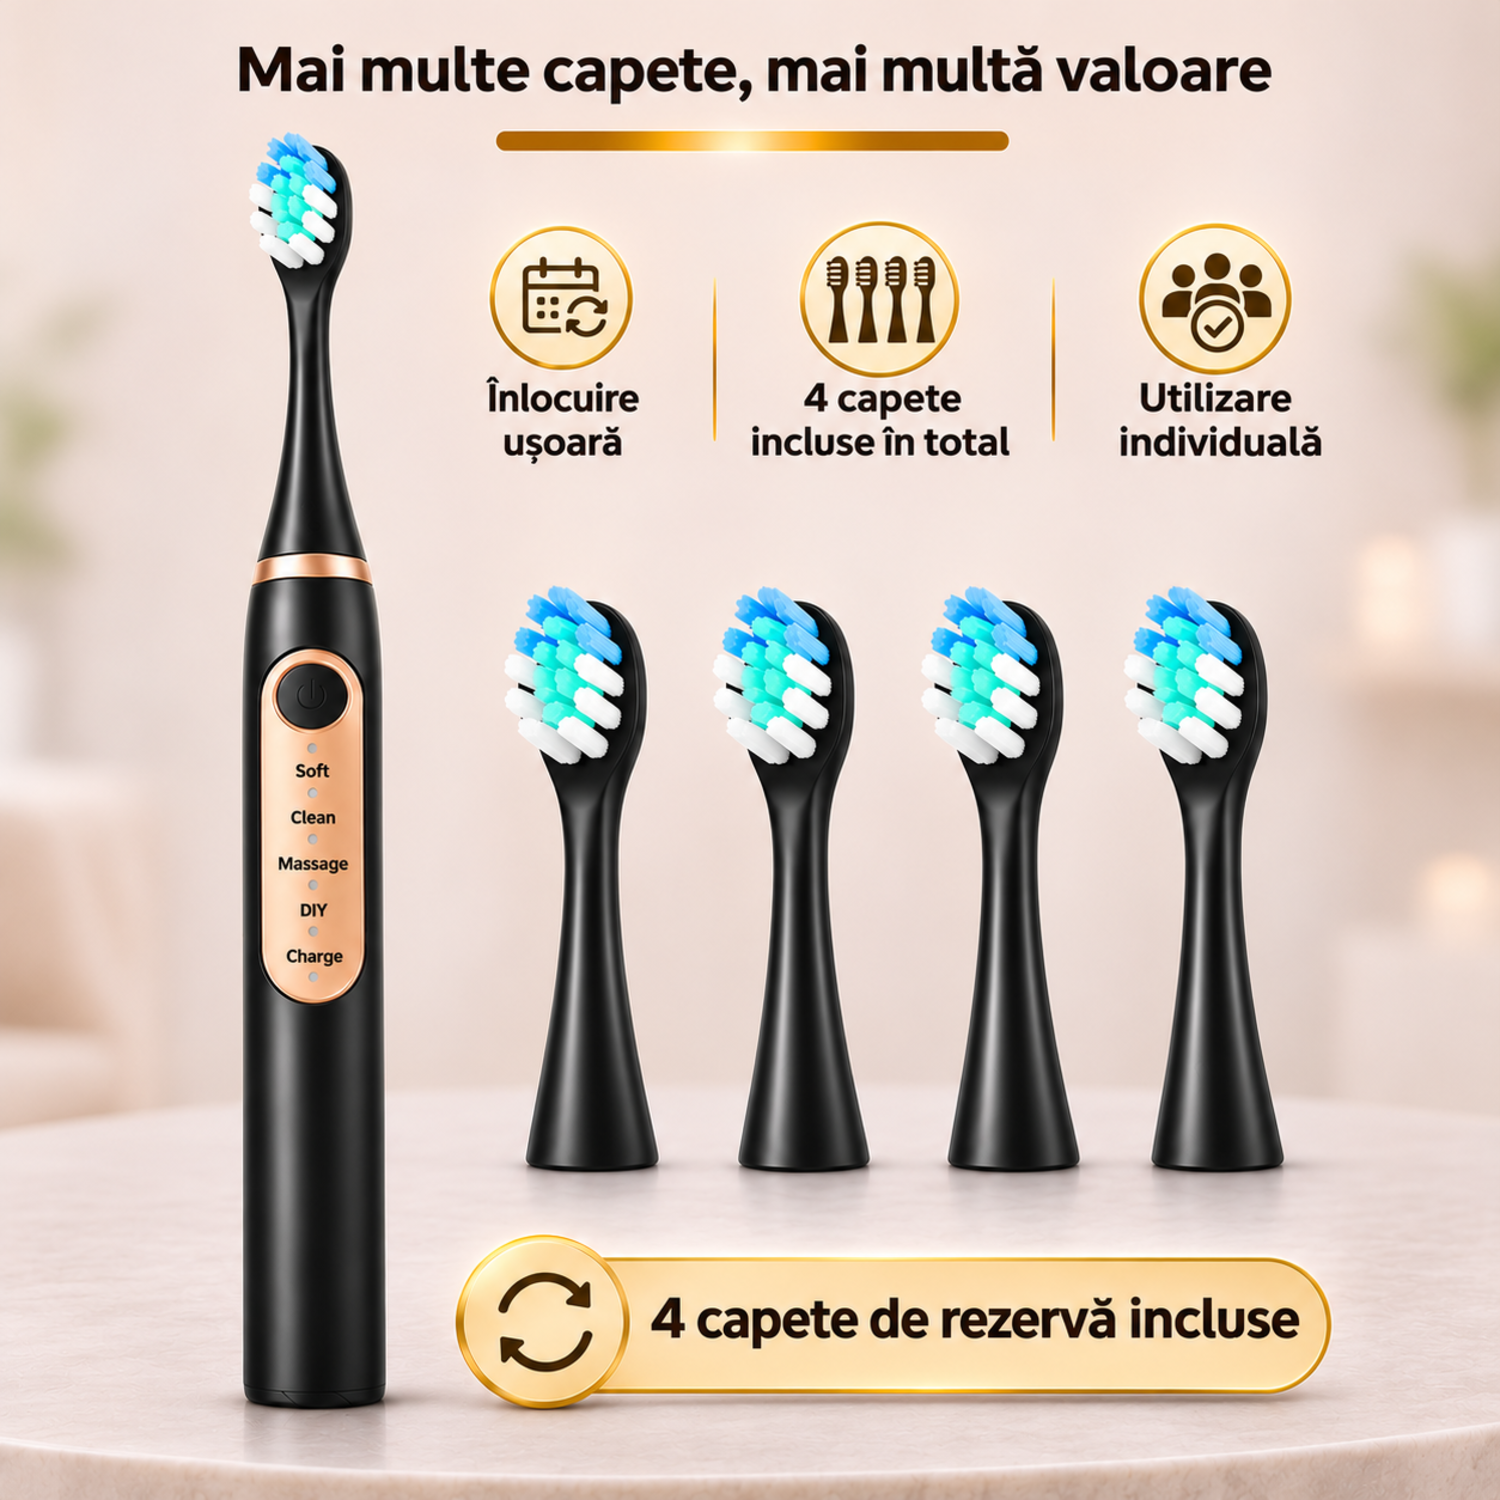 Mai multe capete, mai multă valoare
Înlocuire
ușoară
4 capete
incluse în total
Utilizare
individuală
Soft
Clean
Massage
DIY
Charge
4 capete de rezervă incluse